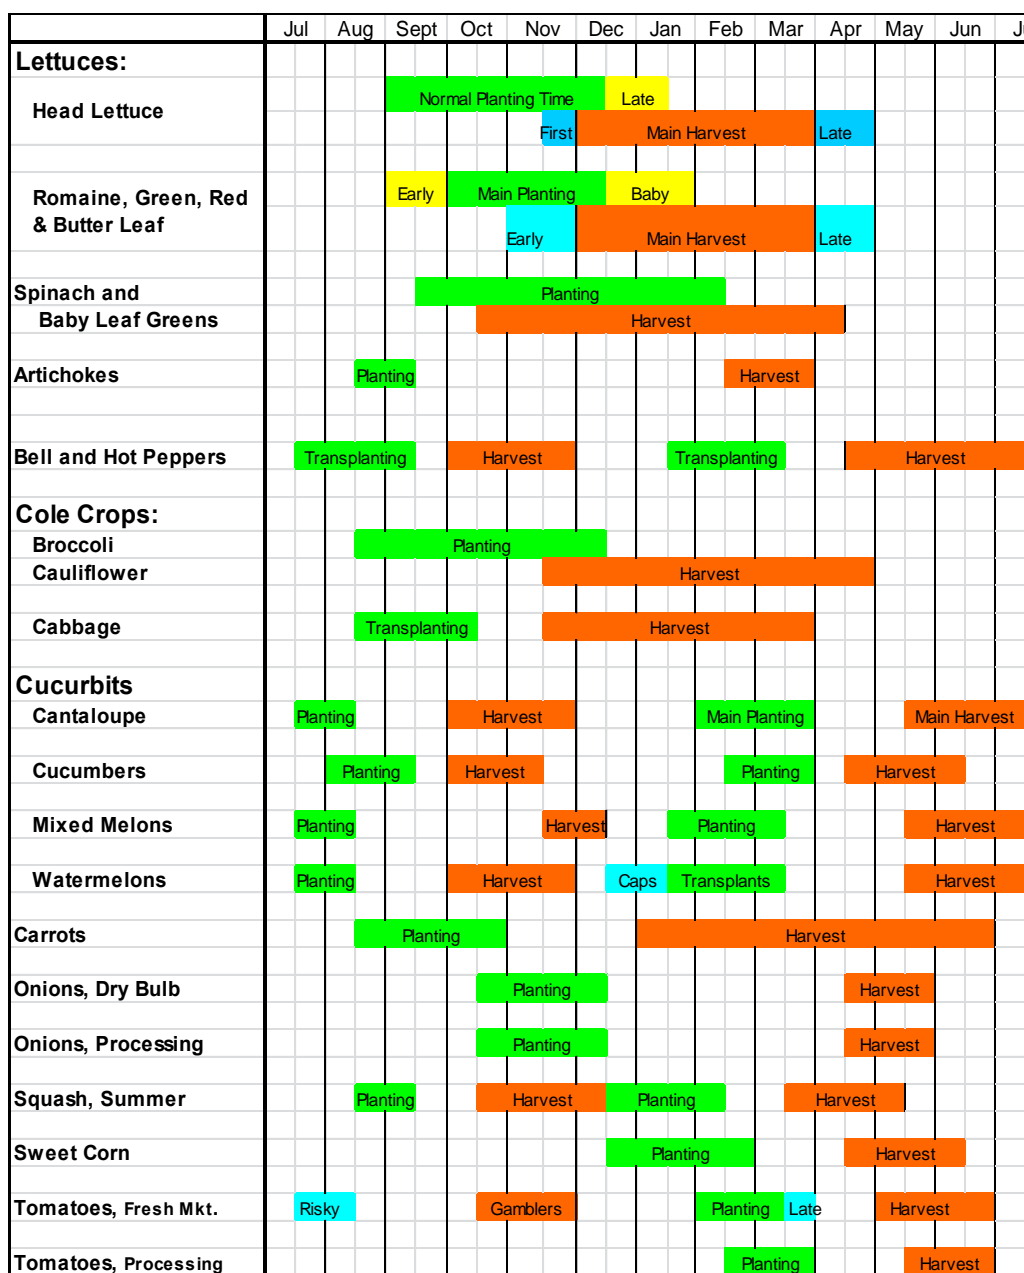 Jul Aug Sept Oct Nov Dec Jan Feb Mar Apr May Jun
Lettuces:
Head Lettuce
Normal Planting Time Late
First Main Harvest Late
Romaine, Green, Red
& Butter Leaf
Early Main Planting Baby
Early Main Harvest Late
Spinach and
Planting
Baby Leaf Greens
Harvest
Artichokes Planting Harvest
Bell and Hot Peppers Transplanting Harvest Transplanting Harvest
Cole Crops:
Broccoli Planting
Cauliflower Harvest
Cabbage Transplanting Harvest
Cucurbits
Cantaloupe Planting Harvest Main Planting Main Harvest
Cucumbers Planting Harvest Planting Harvest
Mixed Melons Planting Harvest Planting Harvest
Watermelons Planting Harvest Caps Transplants Harvest
Carrots Planting Harvest
Onions, Dry Bulb Planting Harvest
Onions, Processing Planting Harvest
Squash, Summer Planting Harvest Planting Harvest
Sweet Corn Planting Harvest
Tomatoes, Fresh Mkt. Risky Gamblers Planting Late Harvest
Tomatoes, Processing Planting Harvest